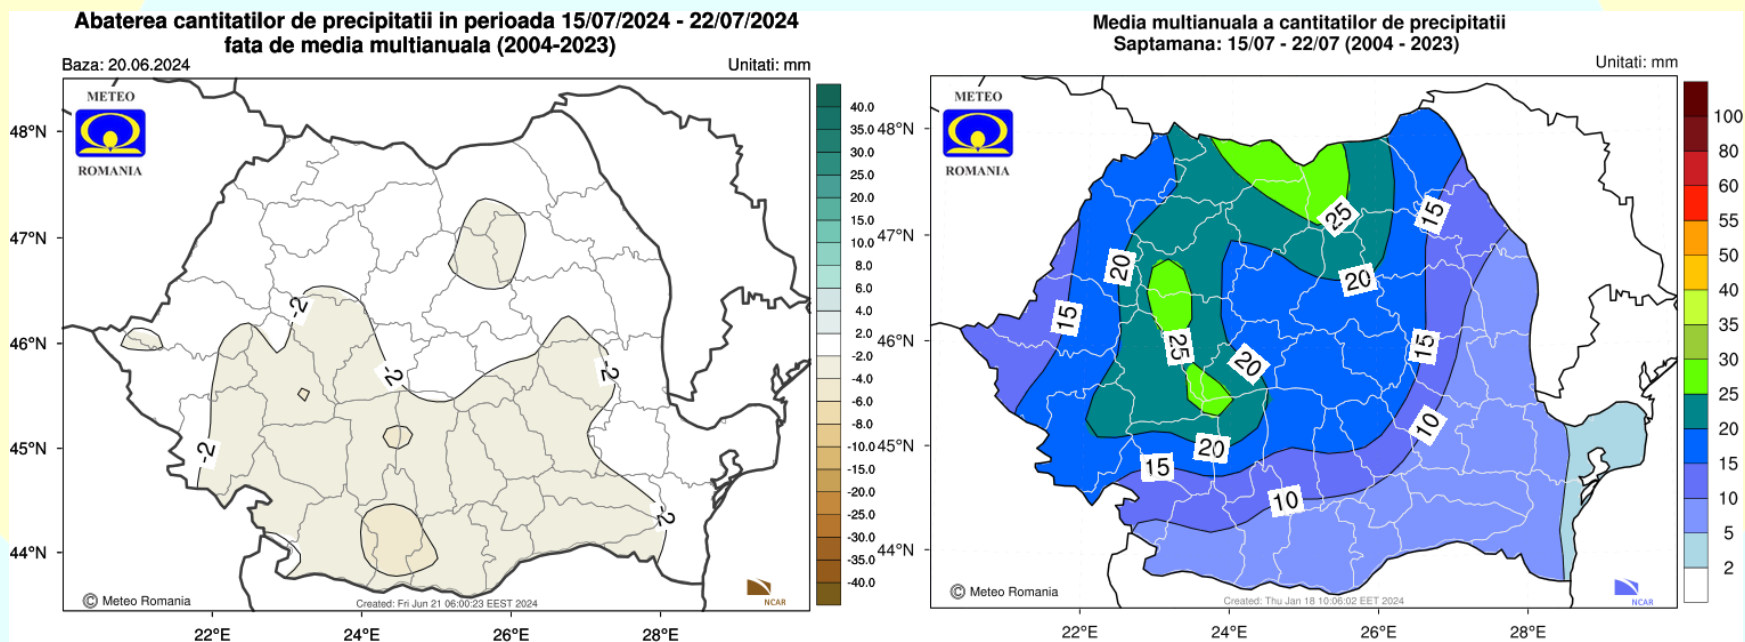 Abaterea cantitatilor de precipitatii in perioada 15/07/2024 - 22/07/2024
fata de media multianuala (2004-2023)
Baza: 20.06.2024
Unitati: mm
METEO
ROMANIA
48°N
47°N
46°N
45°N
44°N
-2
-2
-2
-2
-2
© Meteo Romania
Created: Fri Jun 21 06:00:23 EEST 2024
NCAR
22°E
24°E
26°E
28°E
40.0
35.0
30.0
25.0
20.0
15.0
10.0
8.0
6.0
4.0
2.0
-2.0
-4.0
-6.0
-8.0
-10.0
-15.0
-20.0
-25.0
-30.0
-35.0
-40.0
Media multianuala a cantitatilor de precipitatii
Saptamana: 15/07 - 22/07 (2004 - 2023)
Unitati: mm
METEO
ROMANIA
48°N
47°N
46°N
45°N
44°N
25
15
20
20
15
25
20
15
10
20
15
10
© Meteo Romania
Created: Thu Jan 18 10:06:02 EET 2024
NCAR
22°E
24°E
26°E
28°E
100
80
60
55
50
40
35
30
25
20
15
10
5
2